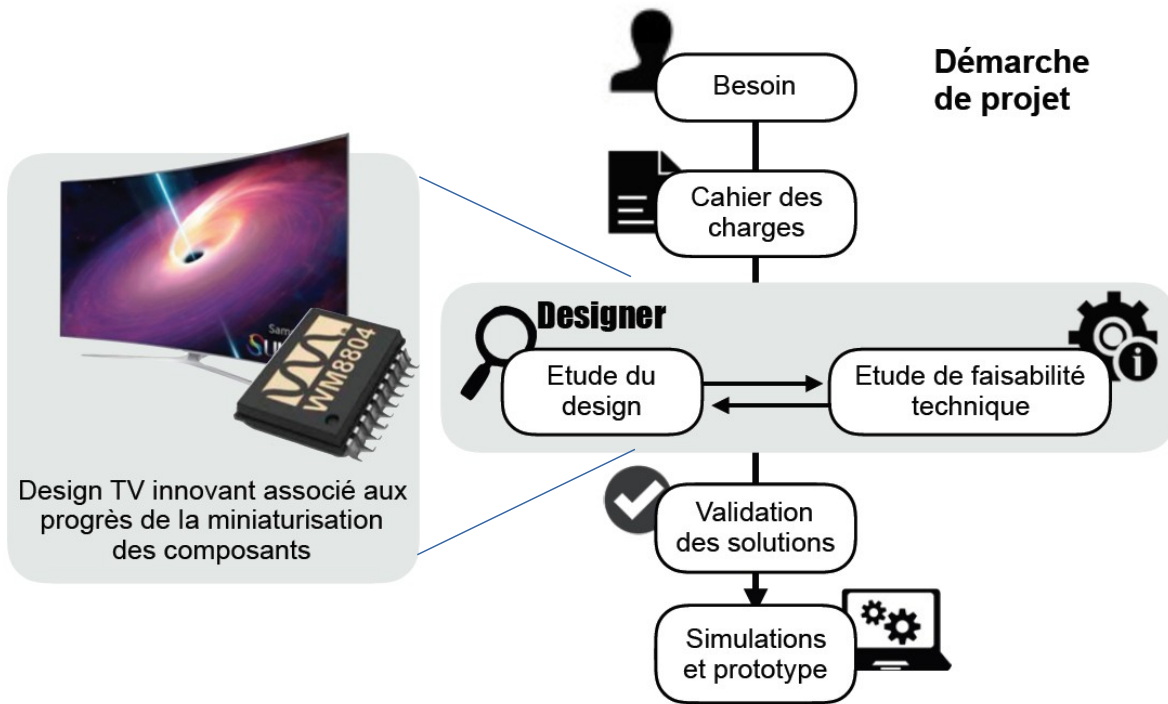 Démarche
de projet
Besoin
Cahier des
charges
Designer
Etude du
design
Etude de faisabilité
technique
Validation
des solutions
Simulations
et prototype
WM8804
Design TV innovant associé aux
progrès de la miniaturisation
des composants